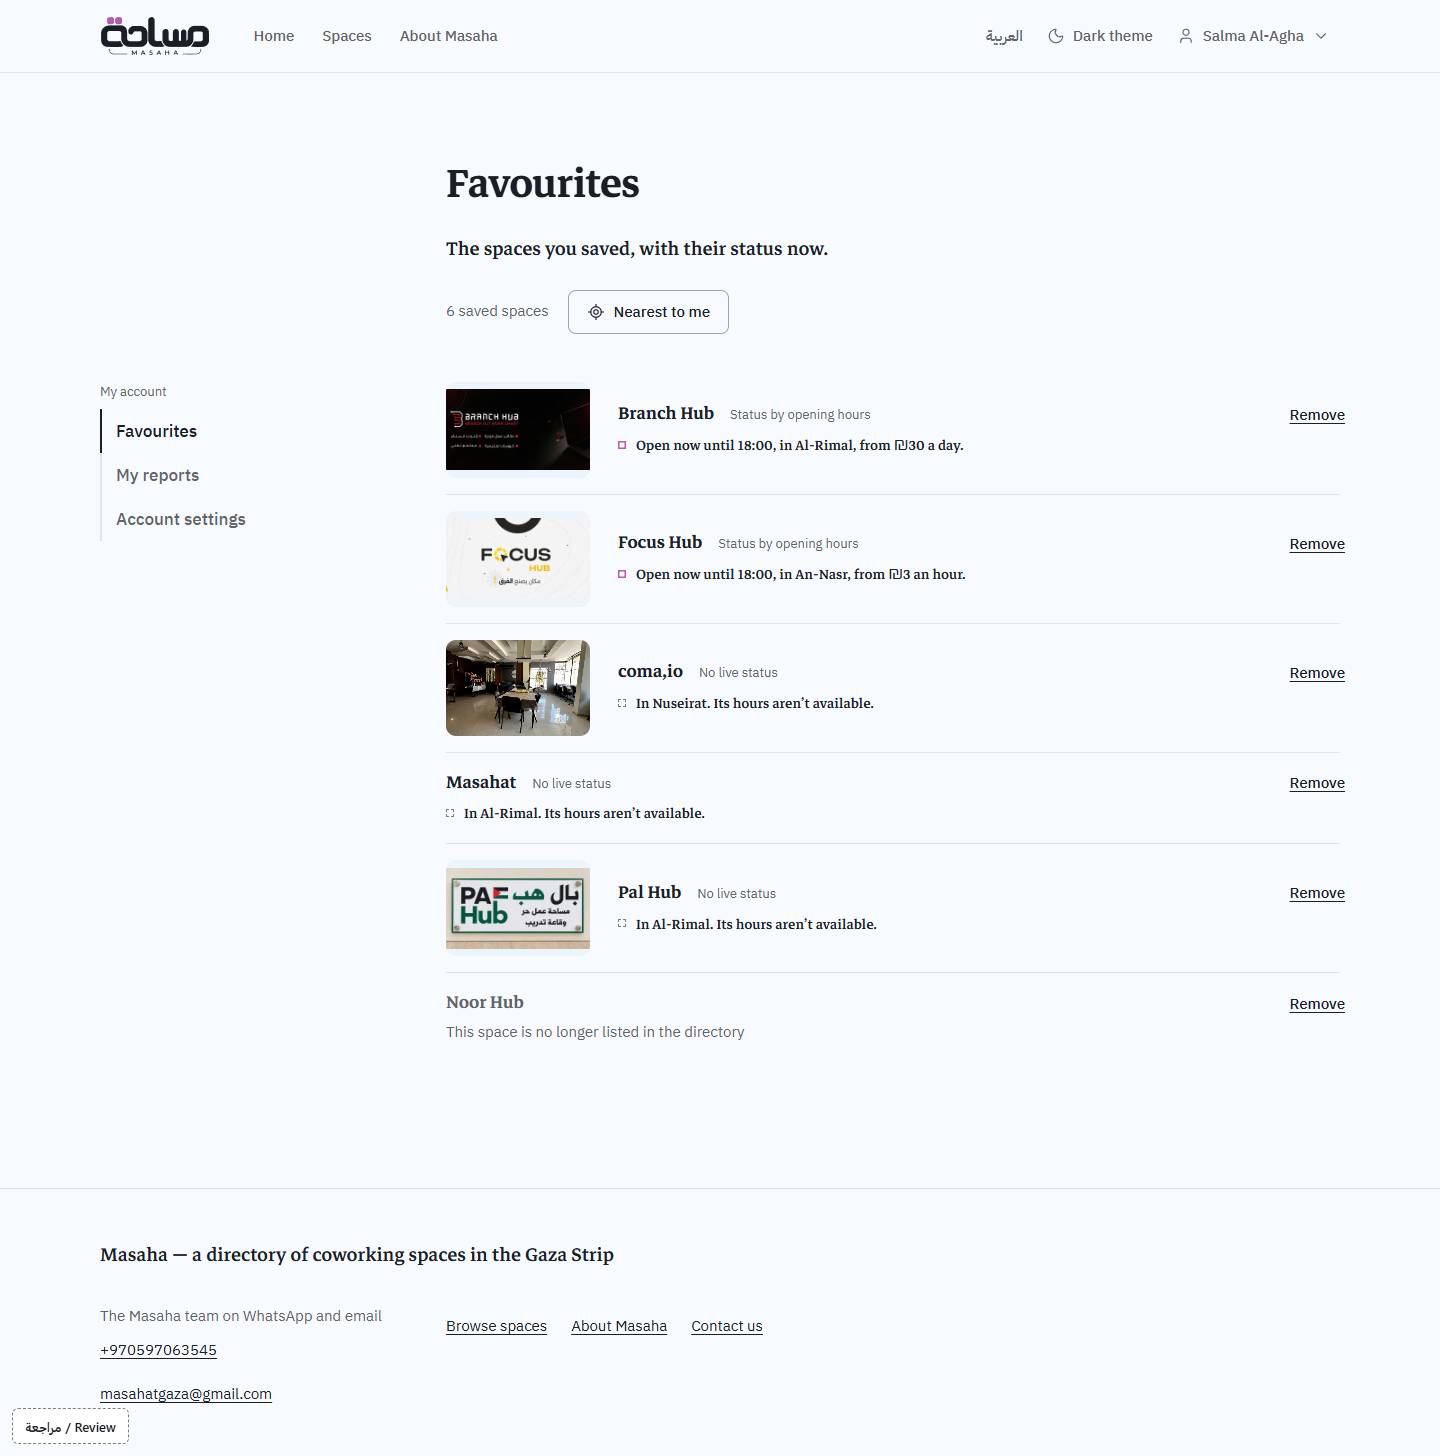 مساحة
MASAHA
Home
Spaces
About Masaha
العربية
Dark theme
Salma Al-Agha
Favourites
The spaces you saved, with their status now.
6 saved spaces
Nearest to me
My account
Favourites
My reports
Account settings
BRANCH HUB
Branch Hub
Status by opening hours
Remove
Open now until 18:00, in Al-Rimal, from ₪30 a day.
FOCUS
HUB
مكان يصنع الفرق
Focus Hub
Status by opening hours
Remove
Open now until 18:00, in An-Nasr, from ₪3 an hour.
coma,io
No live status
Remove
In Nuseirat. Its hours aren’t available.
Masahat
No live status
Remove
In Al-Rimal. Its hours aren’t available.
PAL Hub
بال هب
مساحة عمل حر
وقاعة تدريب
Pal Hub
No live status
Remove
In Al-Rimal. Its hours aren’t available.
Noor Hub
Remove
This space is no longer listed in the directory
Masaha — a directory of coworking spaces in the Gaza Strip
The Masaha team on WhatsApp and email
+970597063545
masahatgaza@gmail.com
Browse spaces
About Masaha
Contact us
مراجعة / Review